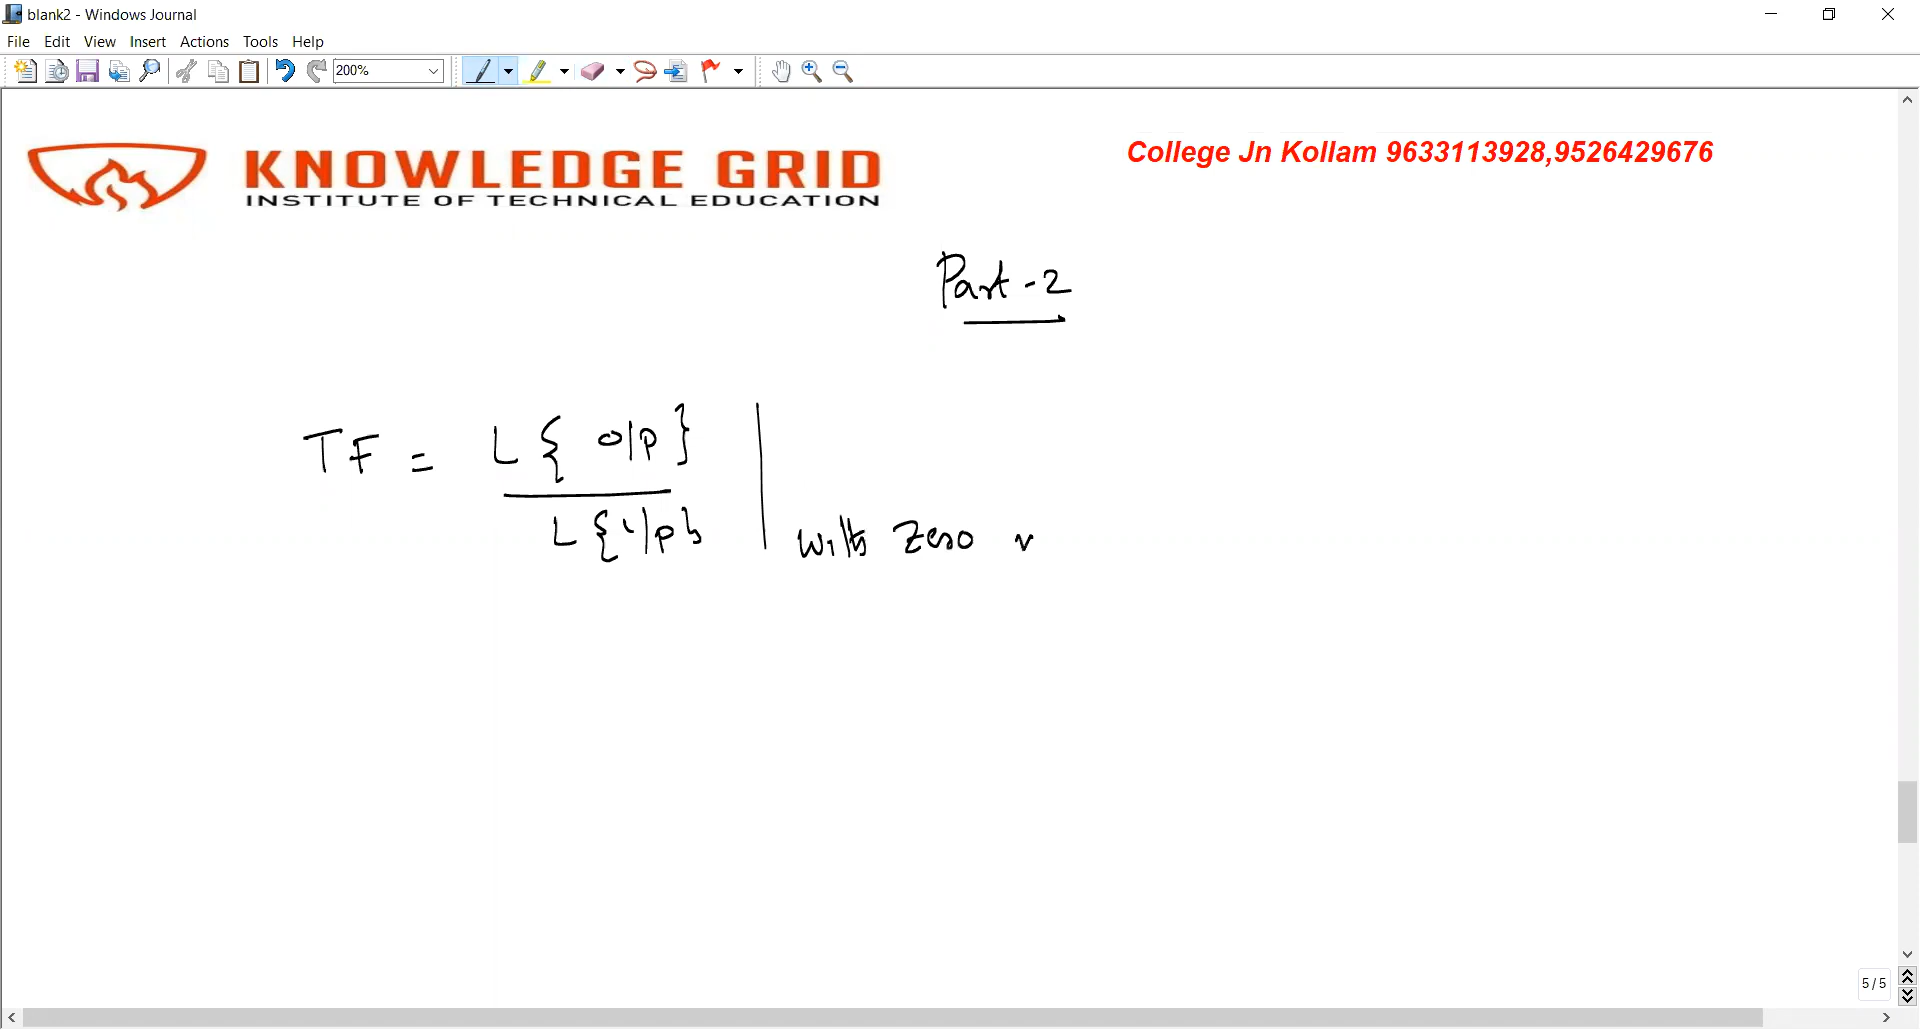 blank2 - Windows Journal
File Edit View Insert Actions Tools Help
200%
KNOWLEDGE GRID
INSTITUTE OF TECHNICAL EDUCATION
College Jn Kollam 9633113928,9526429676
Part-2
TF = L{ o/p}
L{i/p}
with Zero
5 / 5